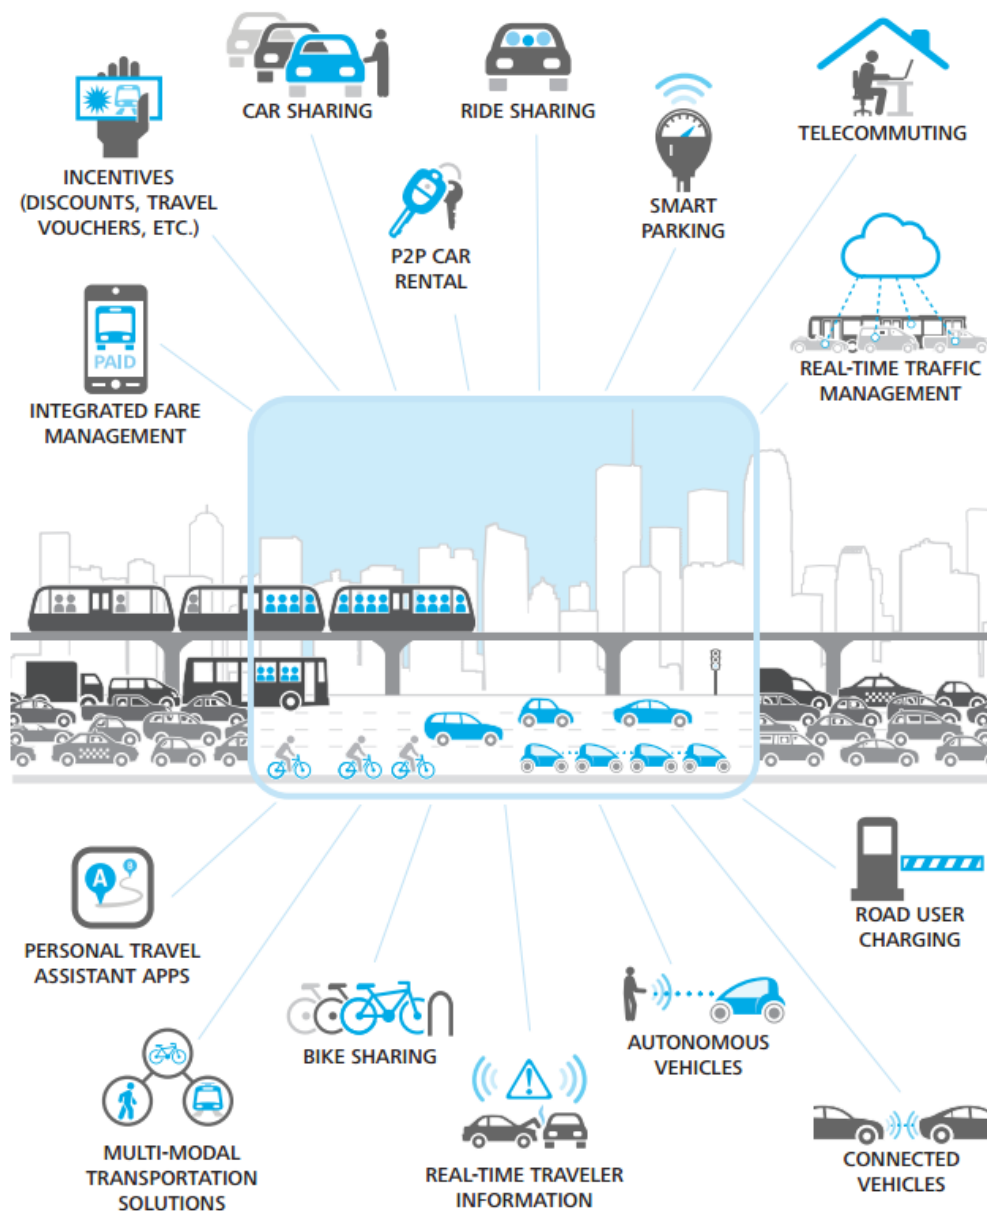 CAR SHARING
RIDE SHARING
TELECOMMUTING
INCENTIVES
(DISCOUNTS, TRAVEL
VOUCHERS, ETC.)
P2P CAR
RENTAL
SMART
PARKING
PAID
INTEGRATED FARE
MANAGEMENT
REAL-TIME TRAFFIC
MANAGEMENT
A
B
PERSONAL TRAVEL
ASSISTANT APPS
ROAD USER
CHARGING
BIKE SHARING
AUTONOMOUS
VEHICLES
MULTI-MODAL
TRANSPORTATION
SOLUTIONS
REAL-TIME TRAVELER
INFORMATION
CONNECTED
VEHICLES